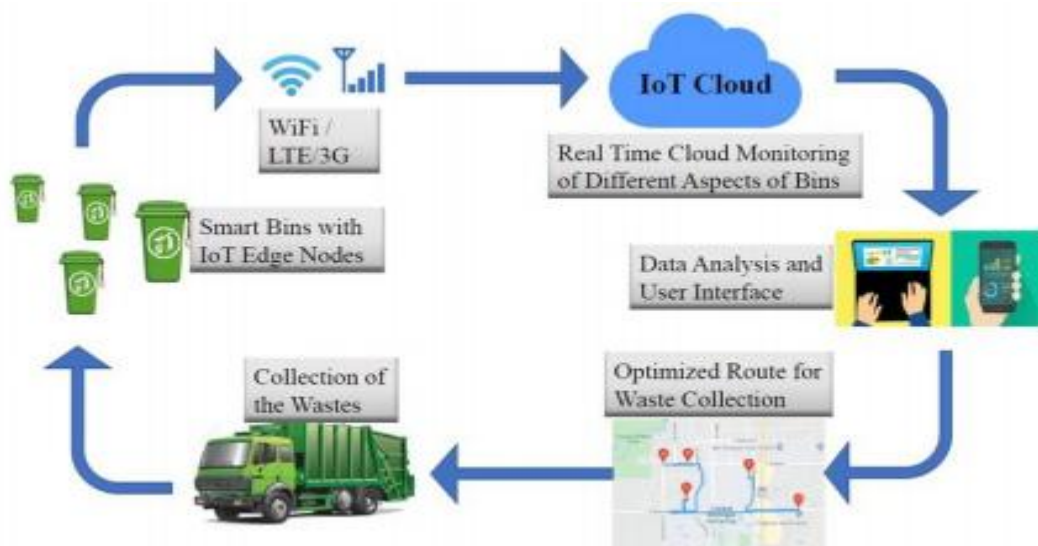 WiFi /
LTE/3G
IoT Cloud
Real Time Cloud Monitoring
of Different Aspects of Bins
Smart Bins with
IoT Edge Nodes
Data Analysis and
User Interface
Optimized Route for
Waste Collection
Collection of
the Wastes